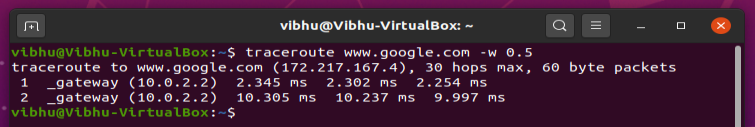 vibhu@Vibhu-VirtualBox: ~
vibhu@Vibhu-VirtualBox:~$ traceroute www.google.com -w 0.5
traceroute to www.google.com (172.217.167.4), 30 hops max, 60 byte packets
 1  _gateway (10.0.2.2)  2.345 ms  2.302 ms  2.254 ms
 2  _gateway (10.0.2.2)  10.305 ms  10.237 ms  9.997 ms
vibhu@Vibhu-VirtualBox:~$